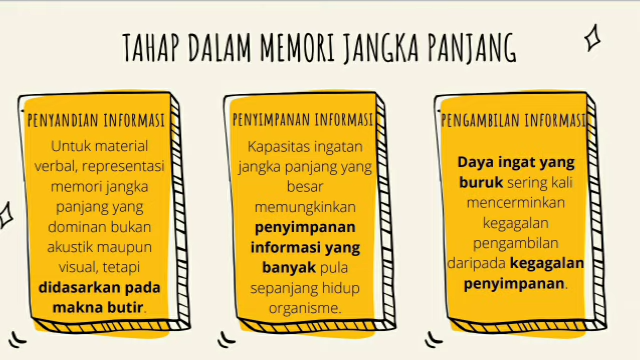 TAHAP DALAM MEMORI JANGKA PANJANG
PENYANDIAN INFORMASI
Untuk material
verbal, representasi
memori jangka
panjang yang
dominan bukan
akustik maupun
visual, tetapi
didasarkan pada
makna butir.
PENYIMPANAN INFORMASI
Kapasitas ingatan
jangka panjang yang
besar
memungkinkan
penyimpanan
informasi yang
banyak pula
sepanjang hidup
organisme.
PENGAMBILAN INFORMASI
Daya ingat yang
buruk sering kali
mencerminkan
kegagalan
pengambilan
daripada kegagalan
penyimpanan.